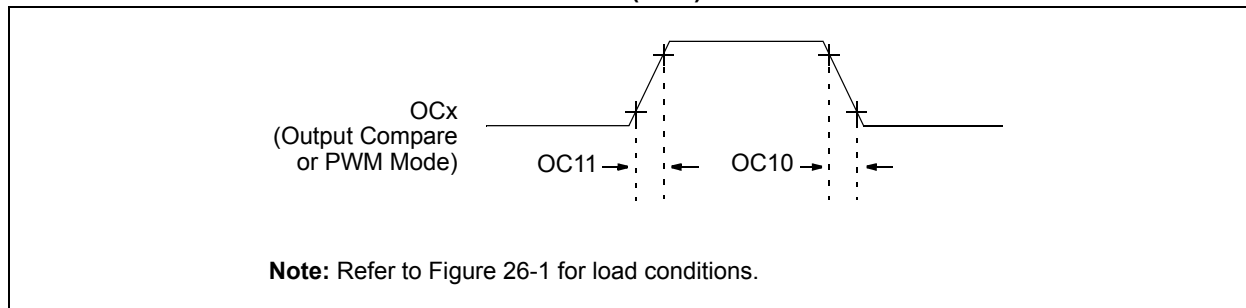 OCx
(Output Compare
or PWM Mode)
OC11
OC10
Note: Refer to Figure 26-1 for load conditions.